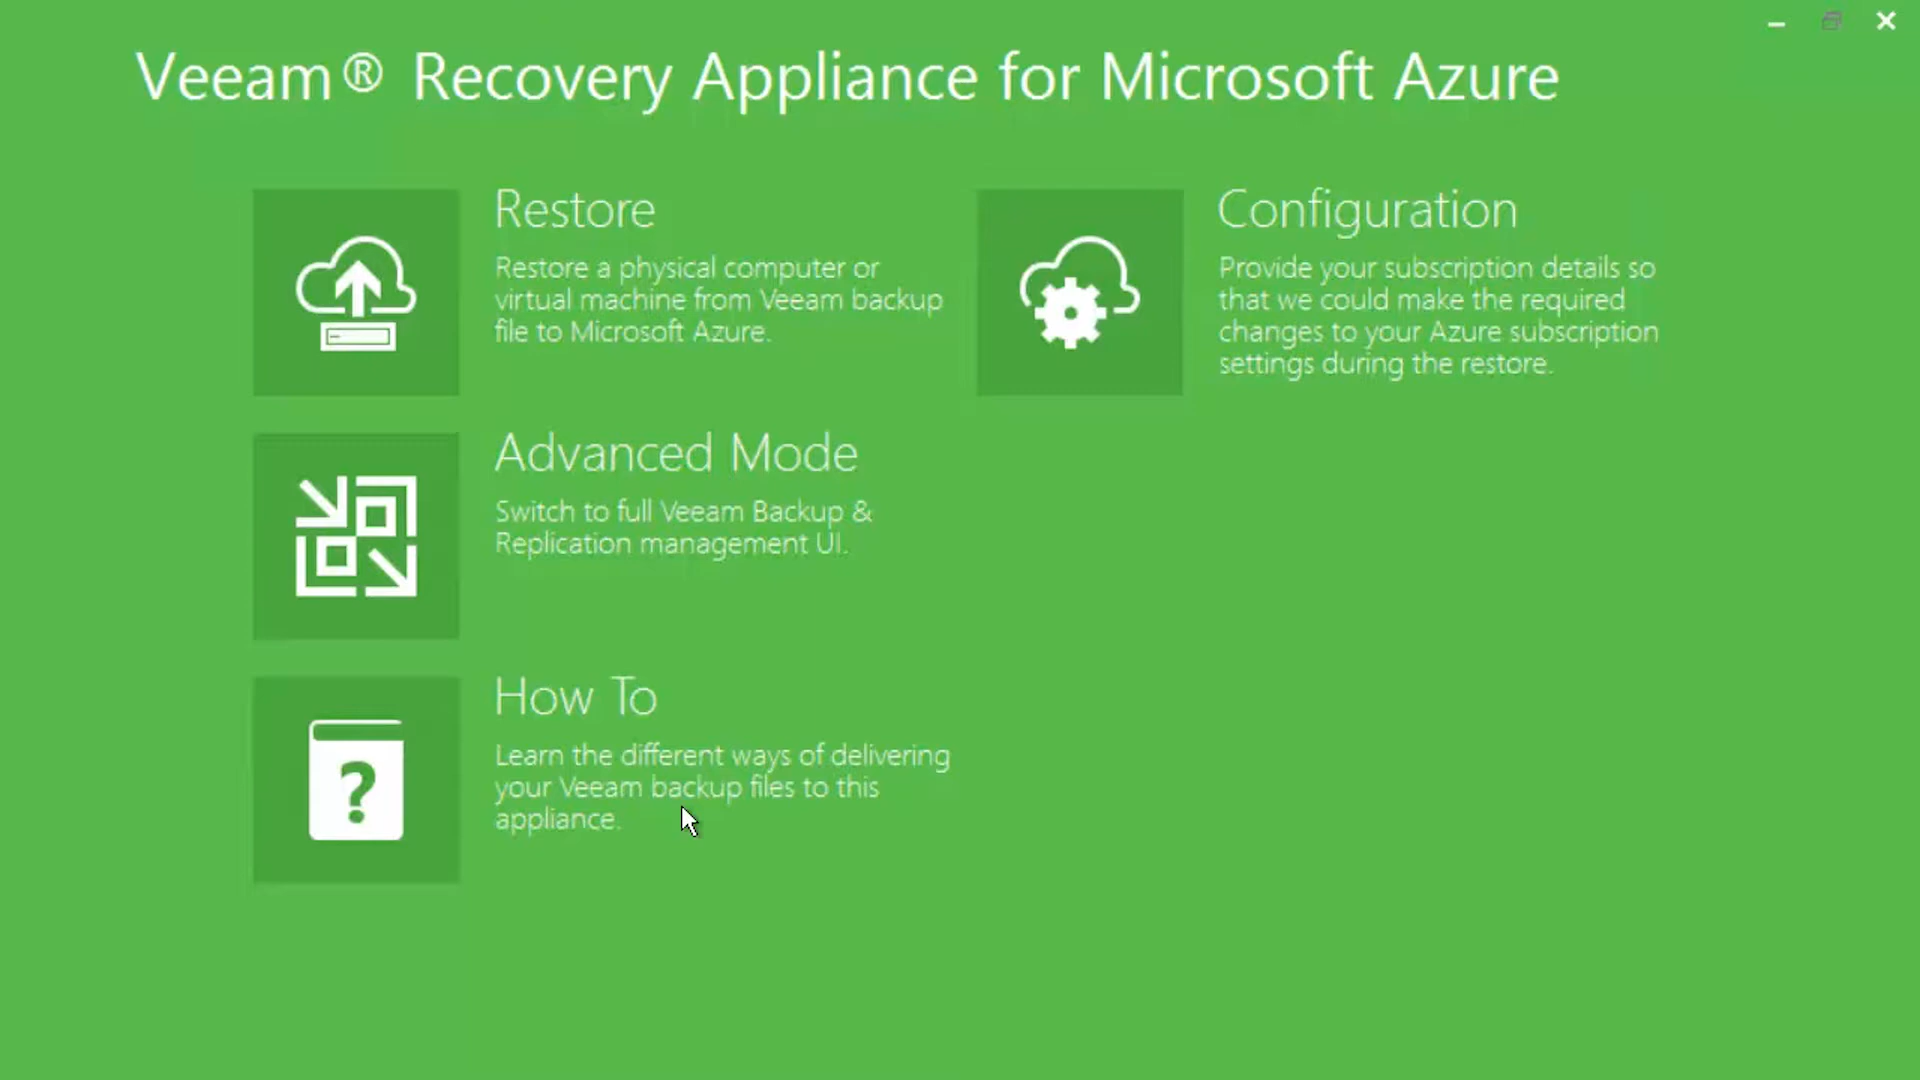 Veeam® Recovery Appliance for Microsoft Azure
Restore
Restore a physical computer or
virtual machine from Veeam backup
file to Microsoft Azure.
Configuration
Provide your subscription details so
that we could make the required
changes to your Azure subscription
settings during the restore.
Advanced Mode
Switch to full Veeam Backup &
Replication management UI.
How To
Learn the different ways of delivering
your Veeam backup files to this
appliance.
?